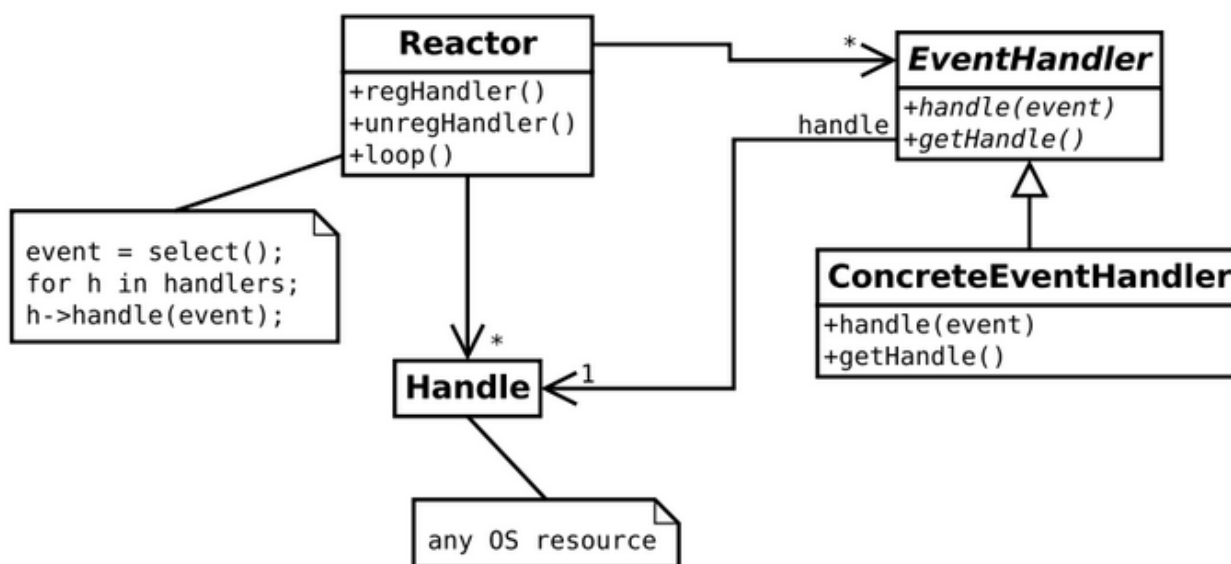 Reactor
+regHandler()
+unregHandler()
+loop()
*
EventHandler
+handle(event)
+getHandle()
handle
event = select();
for h in handlers;
h->handle(event);
ConcreteEventHandler
+handle(event)
+getHandle()
*
Handle
1
any OS resource